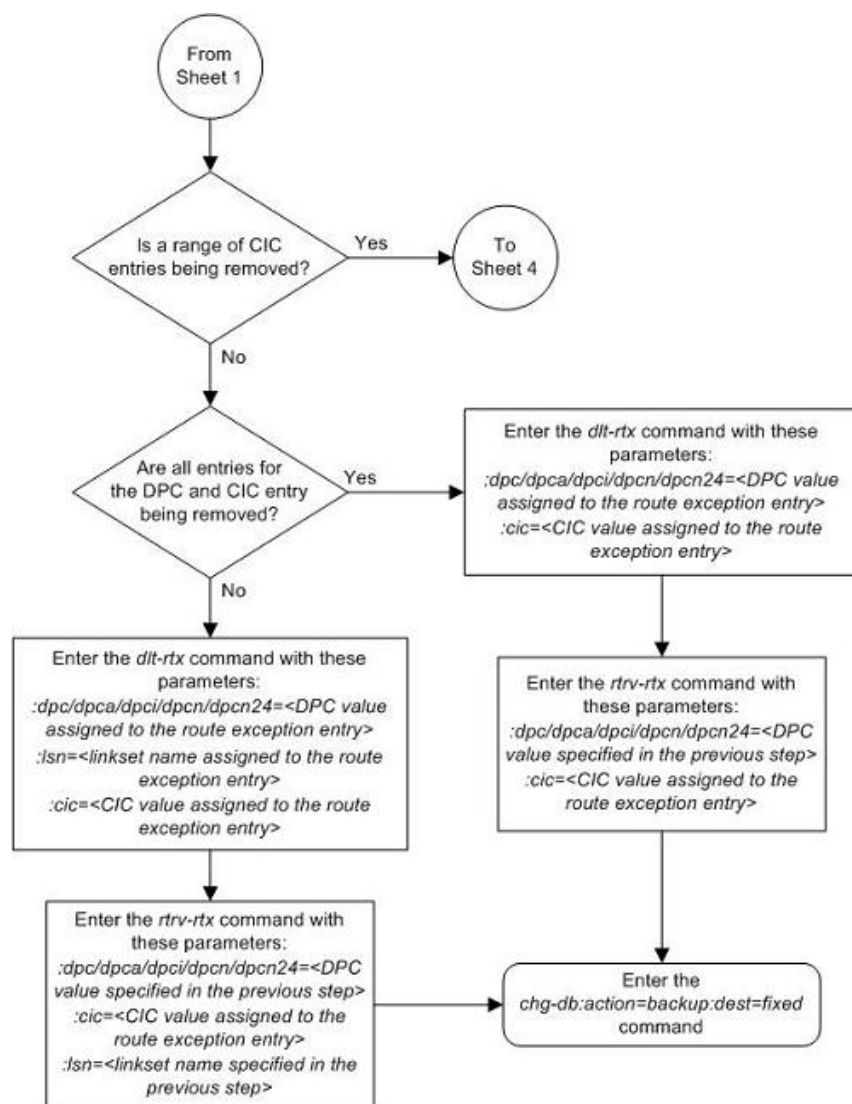 From
Sheet 1
Is a range of CIC
entries being removed?
Yes
To
Sheet 4
No
Are all entries for
the DPC and CIC entry
being removed?
Yes
Enter the dlt-rtx command with these
parameters:
:dpc/dpca/dpci/dpcn/dpcn24=<DPC value
assigned to the route exception entry>
:cic=<CIC value assigned to the route
exception entry>
No
Enter the dlt-rtx command with these
parameters:
:dpc/dpca/dpci/dpcn/dpcn24=<DPC value
assigned to the route exception entry>
:lsn=<linkset name assigned to the route
exception entry>
:cic=<CIC value assigned to the route
exception entry>
Enter the rtrv-rtx command with
these parameters:
:dpc/dpca/dpci/dpcn/dpcn24=<DPC
value specified in the previous step>
:cic=<CIC value assigned to the
route exception entry>
Enter the rtrv-rtx command with
these parameters:
:dpc/dpca/dpci/dpcn/dpcn24=<DPC
value specified in the previous step>
:cic=<CIC value assigned to the
route exception entry>
:lsn=<linkset name specified in the
previous step>
Enter the
chg-db:action=backup:dest=fixed
command